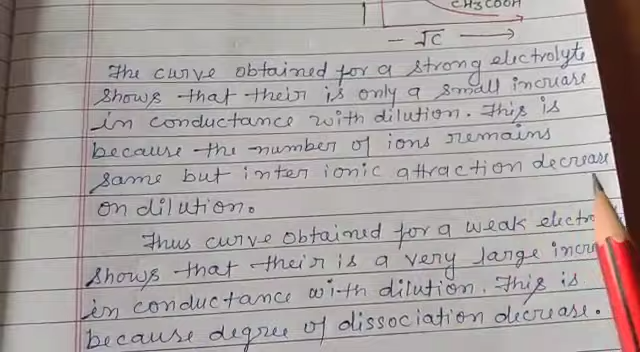 CH3COOH
- √C →
The curve obtained for a strong electrolyte
shows that their is only a small increase
in conductance with dilution. This is
because the number of ions remains
same but inter ionic attraction decrease
on dilution.
Thus curve obtained for a weak electro
shows that their is a very large incre
in conductance with dilution. This is
because degree of dissociation decrease.